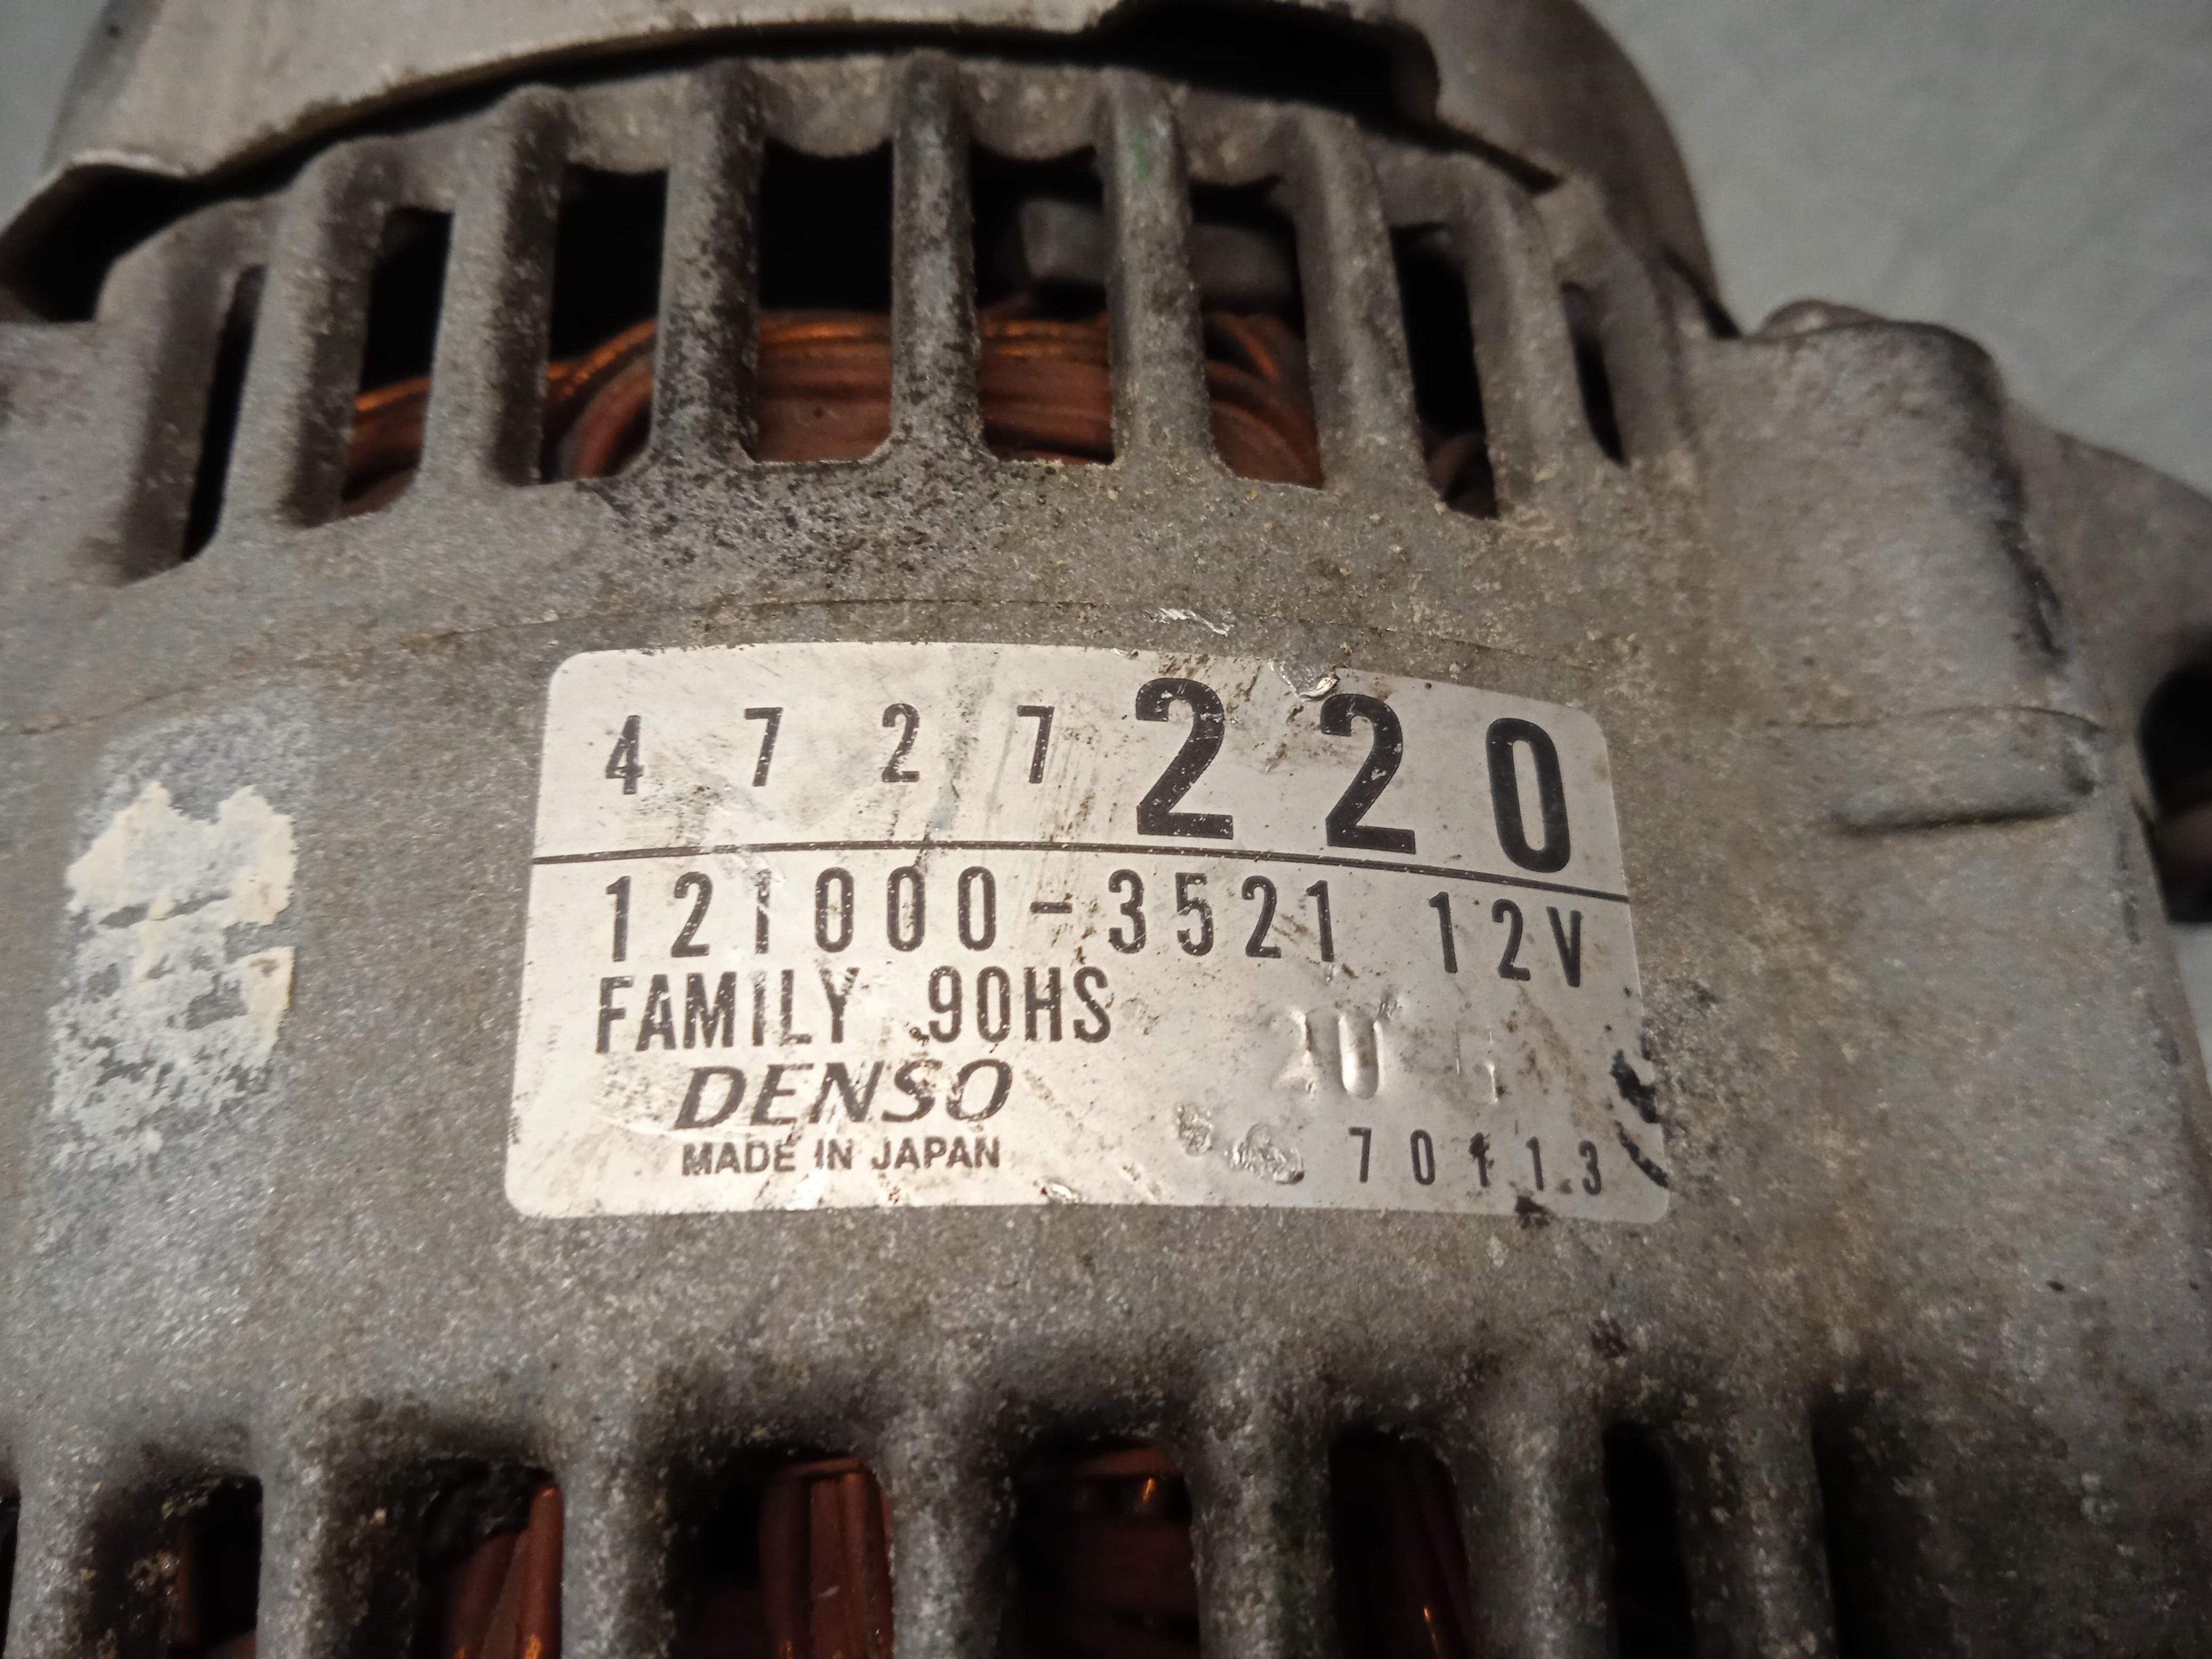 4727220
121000-3521 12V
FAMILY 90HS
DENSO
MADE IN JAPAN
70113